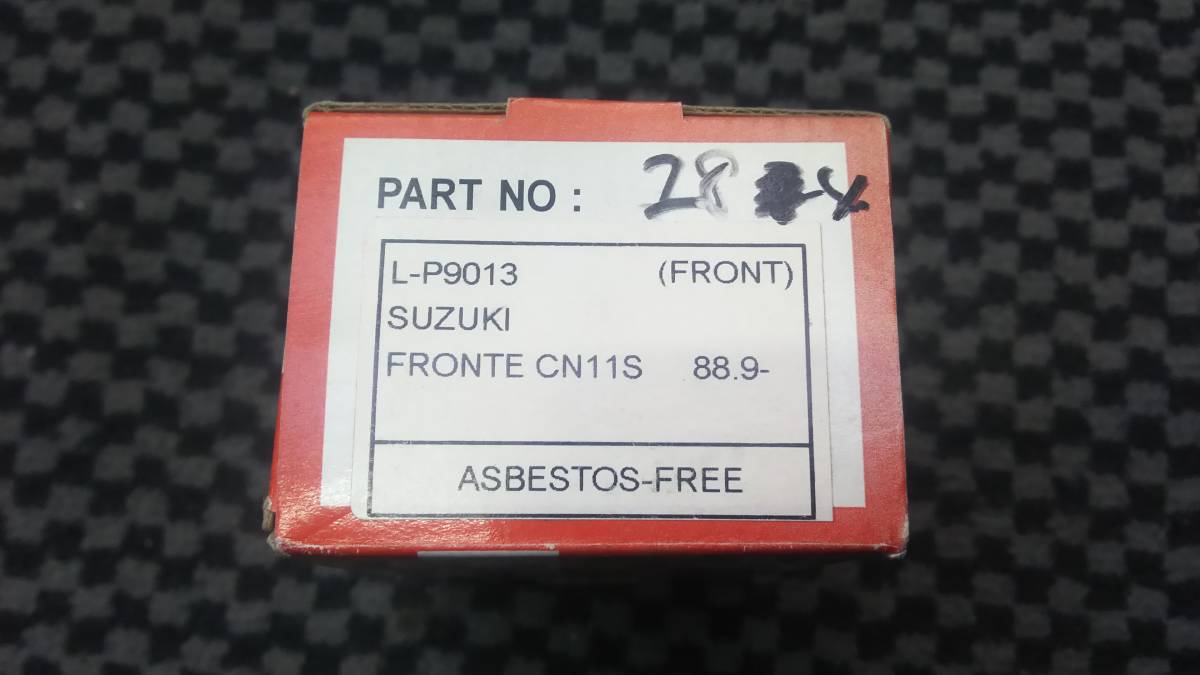 PART NO : 28
L-P9013 (FRONT)
SUZUKI
FRONTE CN11S 88.9-
ASBESTOS-FREE